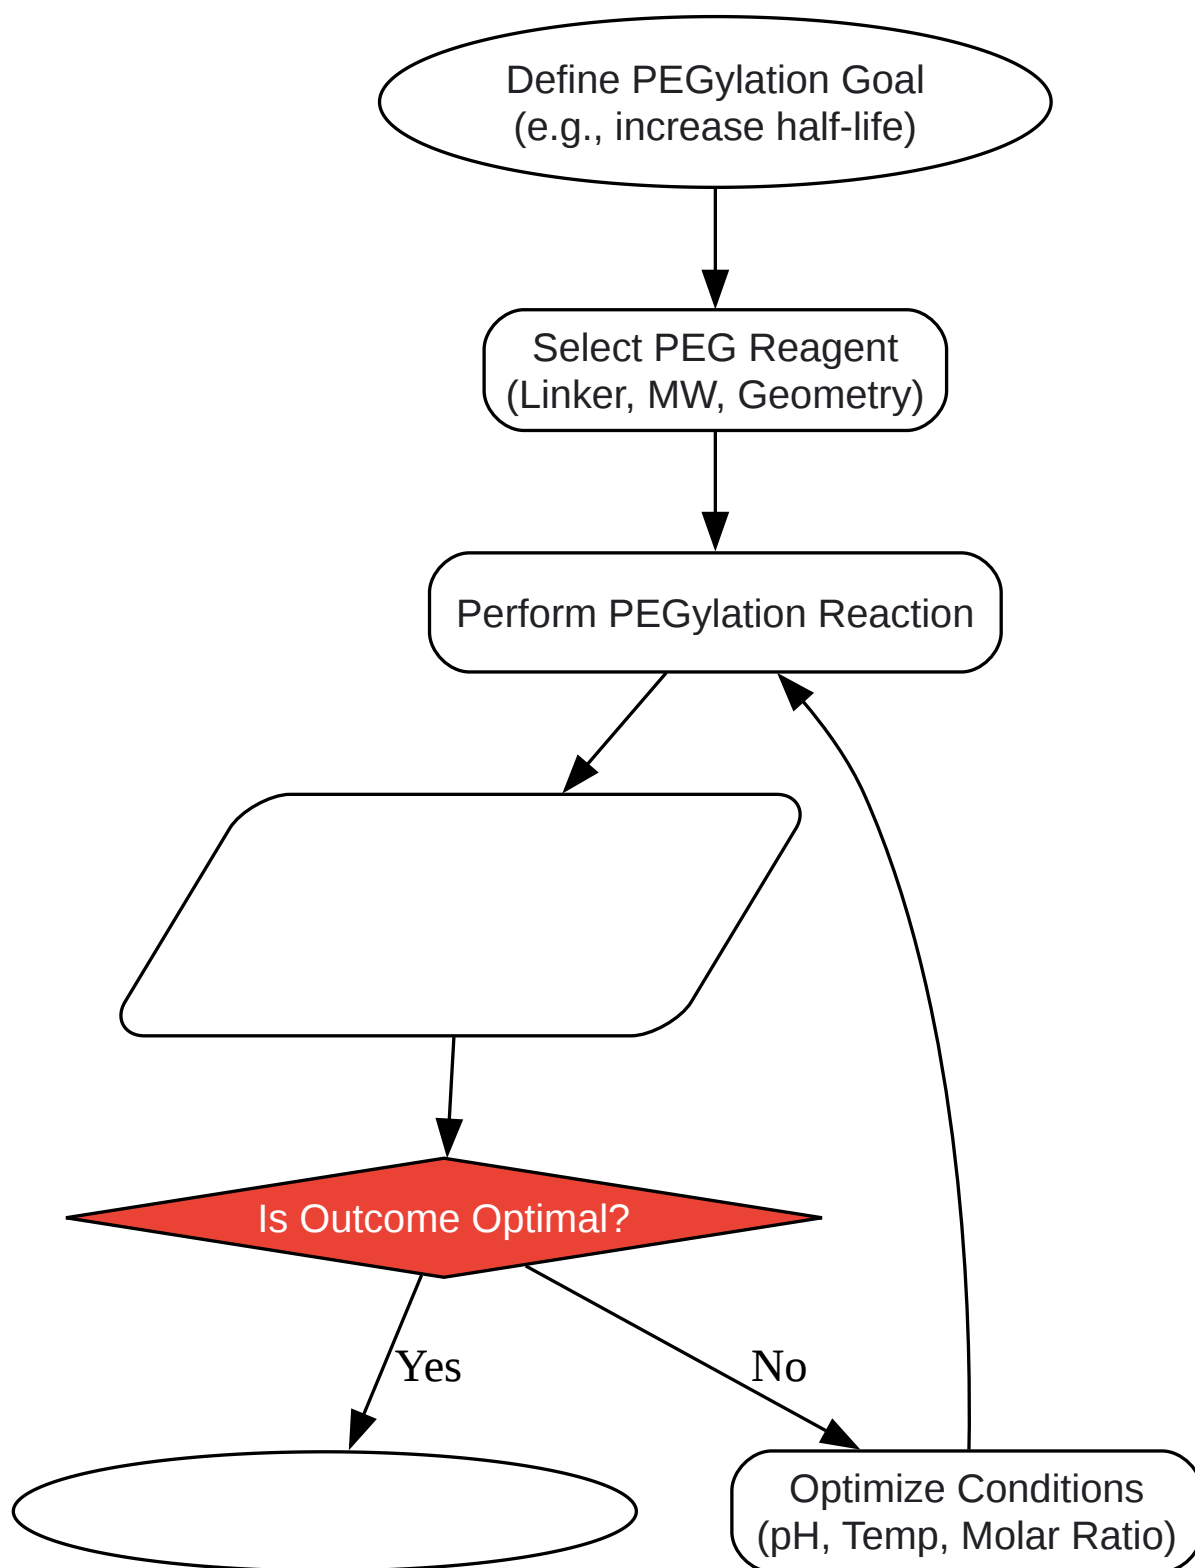 Define PEGylation Goal
(e.g., increase half-life)
Select PEG Reagent
(Linker, MW, Geometry)
Perform PEGylation Reaction
Is Outcome Optimal?
Yes
No
Optimize Conditions
(pH, Temp, Molar Ratio)